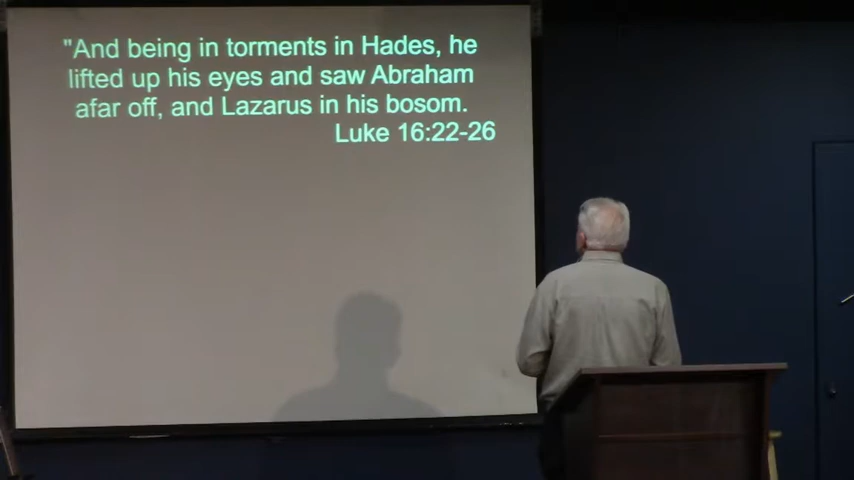 "And being in torments in Hades, he
lifted up his eyes and saw Abraham
afar off, and Lazarus in his bosom.
Luke 16:22-26